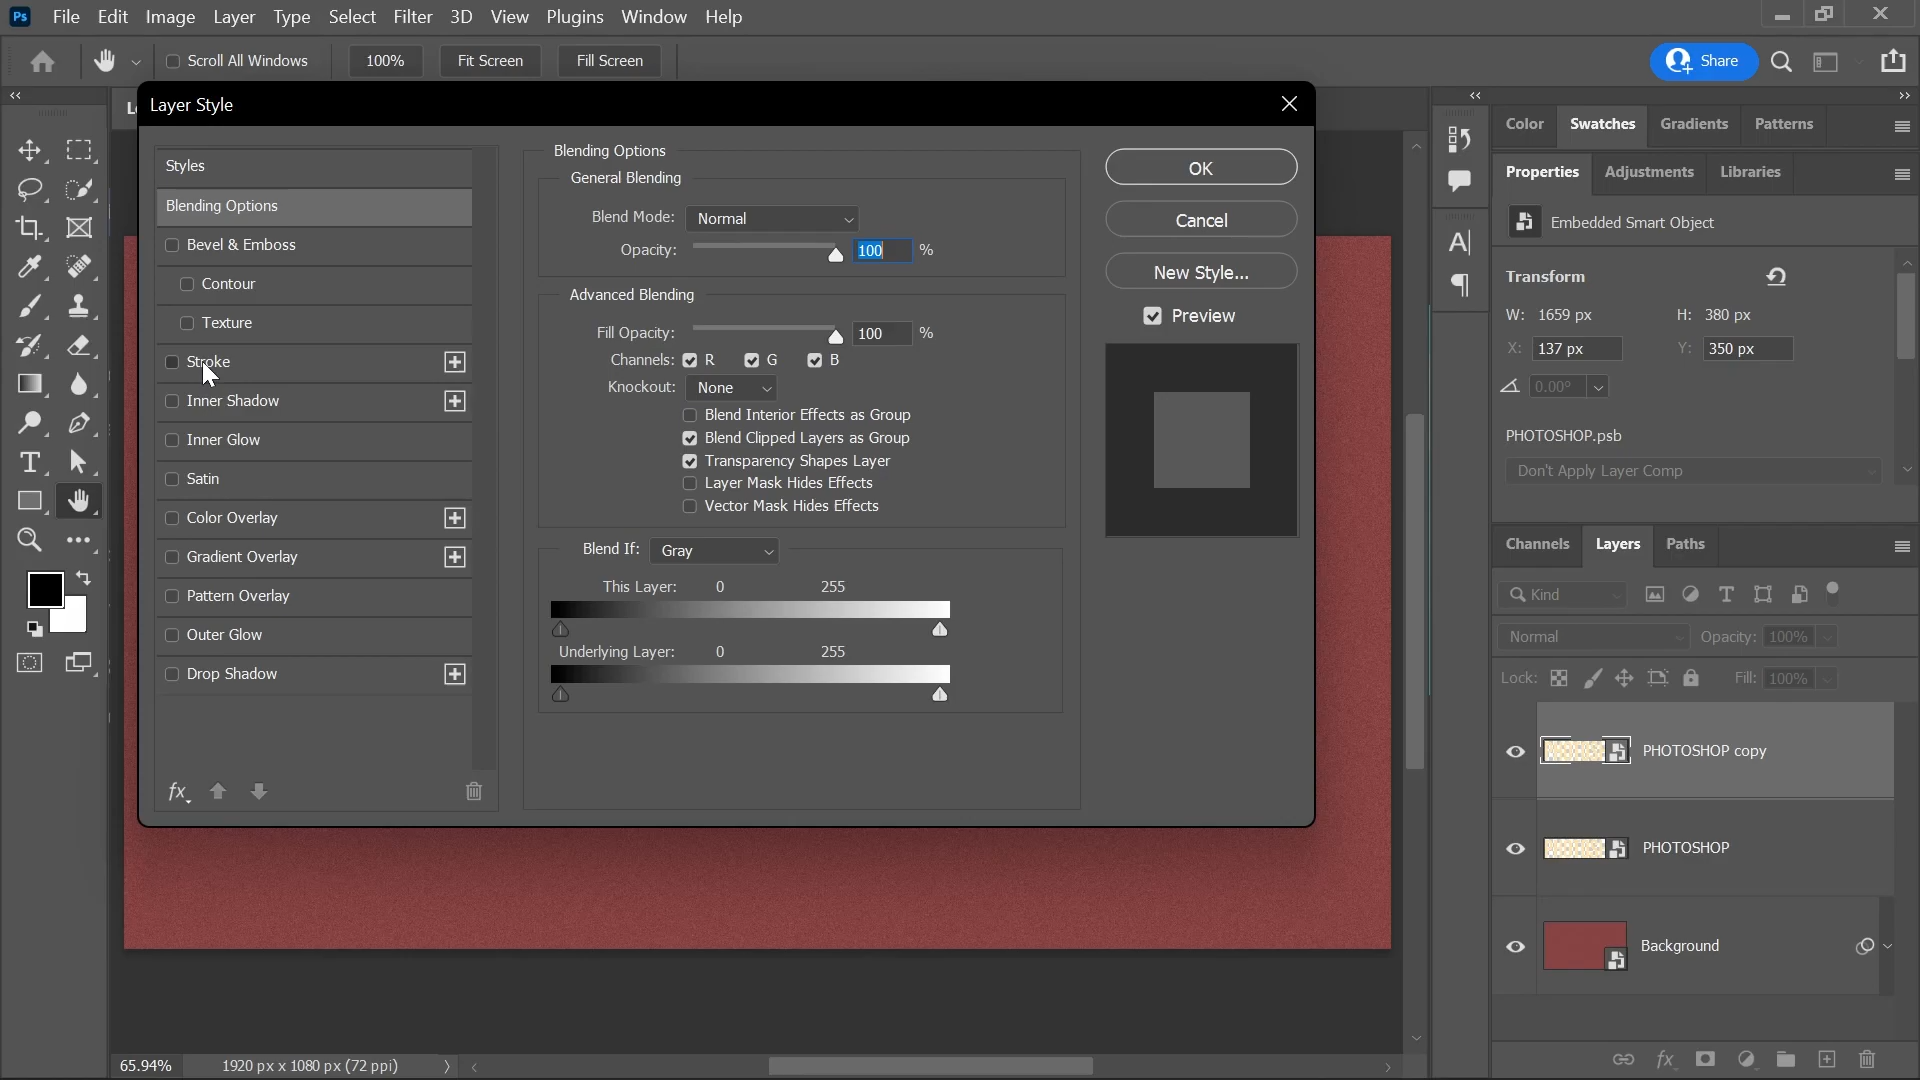 Ps File Edit Image Layer Type Select Filter 3D View Plugins Window Help
Scroll All Windows 100% Fit Screen Fill Screen Share
Layer Style
Styles
Blending Options
Bevel & Emboss
Contour
Texture
Stroke
Inner Shadow
Inner Glow
Satin
Color Overlay
Gradient Overlay
Pattern Overlay
Outer Glow
Drop Shadow
fx
Blending Options
General Blending
Blend Mode: Normal
Opacity: 100 %
Advanced Blending
Fill Opacity: 100 %
Channels: R G B
Knockout: None
Blend Interior Effects as Group
Blend Clipped Layers as Group
Transparency Shapes Layer
Layer Mask Hides Effects
Vector Mask Hides Effects
Blend If: Gray
This Layer: 0 255
Underlying Layer: 0 255
OK
Cancel
New Style...
Preview
Color Swatches Gradients Patterns
Properties Adjustments Libraries
Embedded Smart Object
Transform
W: 1659 px H: 380 px
X: 137 px Y: 350 px
0.00°
PHOTOSHOP.psb
Don't Apply Layer Comp
Channels Layers Paths
Kind
Normal Opacity: 100%
Lock: Fill: 100%
PHOTOSHOP copy
PHOTOSHOP
Background
fx
65.94% 1920 px x 1080 px (72 ppi)